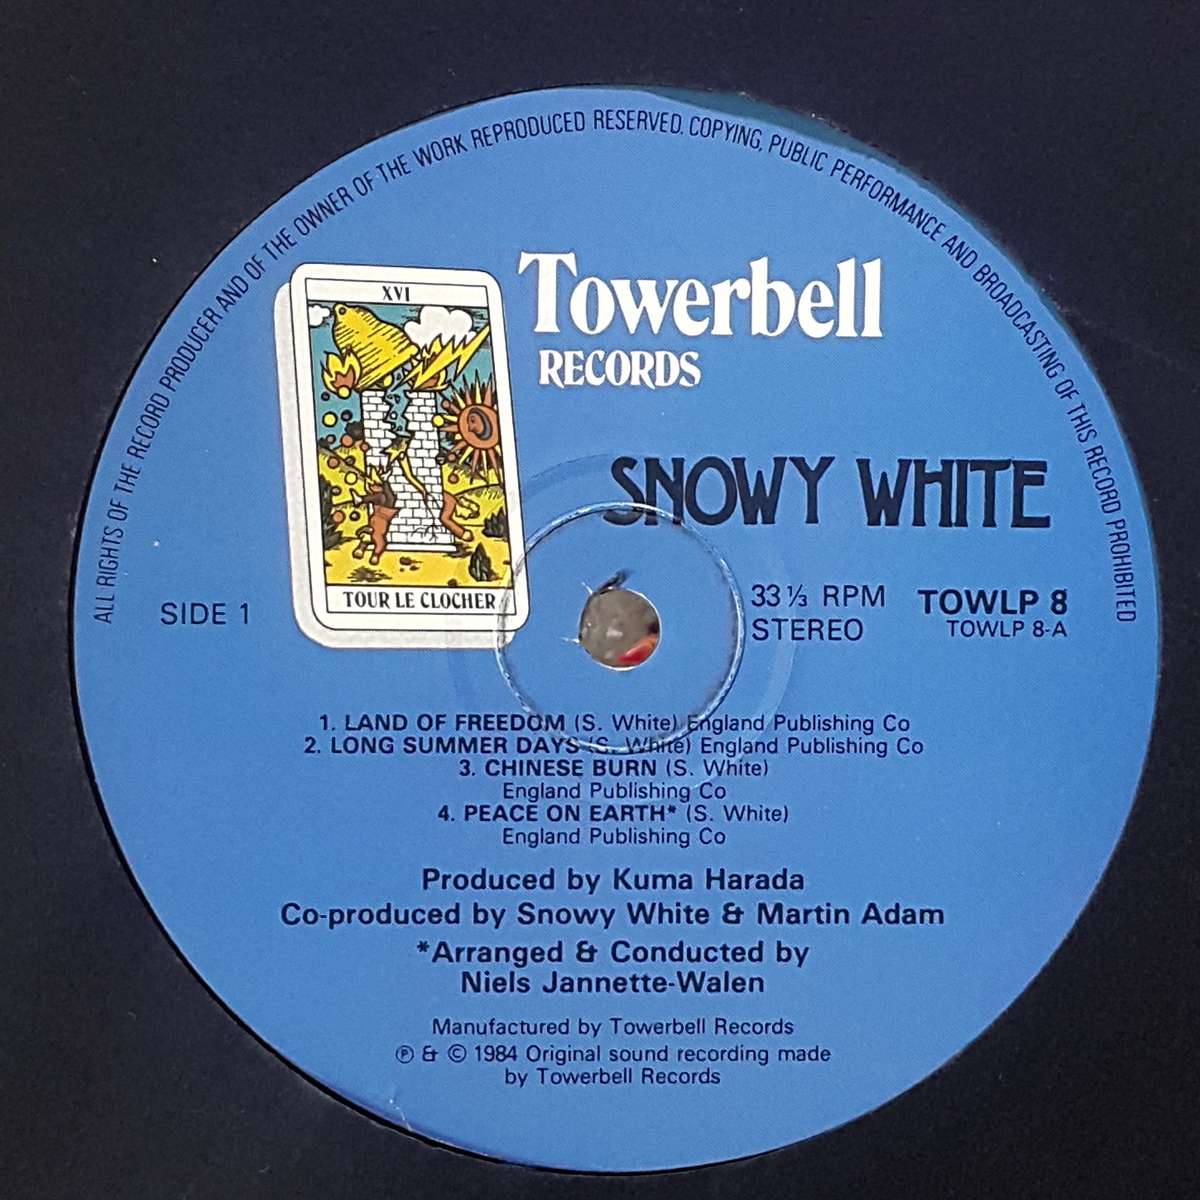 ALL RIGHTS OF THE RECORD PRODUCER AND OF THE OWNER OF THE WORK REPRODUCED RESERVED. COPYING, PUBLIC PERFORMANCE AND BROADCASTING OF THIS RECORD PROHIBITED
XVI
TOUR LE CLOCHER
Towerbell
RECORDS
SNOWY WHITE
SIDE 1
33 ⅓ RPM
STEREO
TOWLP 8
TOWLP 8-A
1. LAND OF FREEDOM (S. White) England Publishing Co
2. LONG SUMMER DAYS (S. White) England Publishing Co
3. CHINESE BURN (S. White)
England Publishing Co
4. PEACE ON EARTH* (S. White)
England Publishing Co
Produced by Kuma Harada
Co-produced by Snowy White & Martin Adam
*Arranged & Conducted by
Niels Jannette-Walen
Manufactured by Towerbell Records
℗ & © 1984 Original sound recording made
by Towerbell Records